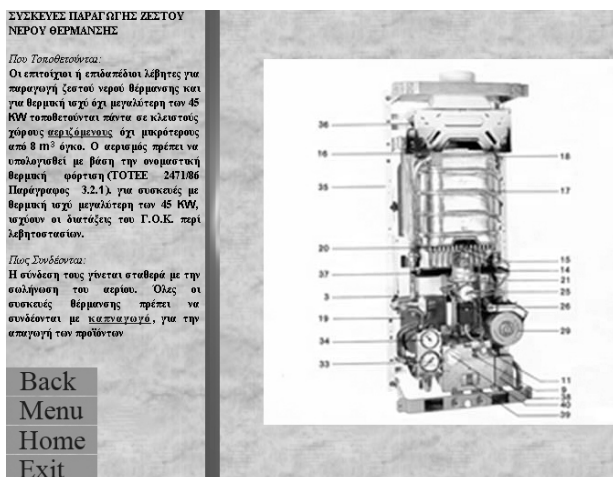 ΣΥΣΚΕΥΕΣ ΠΑΡΑΓΩΓΗΣ ΖΕΣΤΟΥ
ΝΕΡΟΥ ΘΕΡΜΑΝΣΗΣ
Που Τοποθετούνται:
Οι επιτοίχιοι ή επιδαπέδιοι λέβητες για
παραγωγή ζεστού νερού θέρμανσης και
για θερμική ισχύ όχι μεγαλύτερη των 45
KW τοποθετούνται πάντα σε κλειστούς
χώρους αεριζόμενους όχι μικρότερους
από 8 m³ όγκο. Ο αερισμός πρέπει να
υπολογισθεί με βάση την ονομαστική
θερμική φόρτιση (ΤΟΤΕΕ 2471/86
Παράγραφος 3.2.1). για συσκευές με
θερμική ισχύ μεγαλύτερη των 45 KW,
ισχύουν οι διατάξεις του Γ.Ο.Κ. περί
λεβητοστασίων.
Πως Συνδέονται:
Η σύνδεση τους γίνεται σταθερά με την
σωλήνωση του αερίου. Όλες οι
συσκευές θέρμανσης πρέπει να
συνδέονται με καπναγωγό, για την
απαγωγή των προϊόντων
Back
Menu
Home
Exit
36
16
18
35
17
20
15
14
37
21
25
3
26
19
29
34
33
11
9
38
40
39